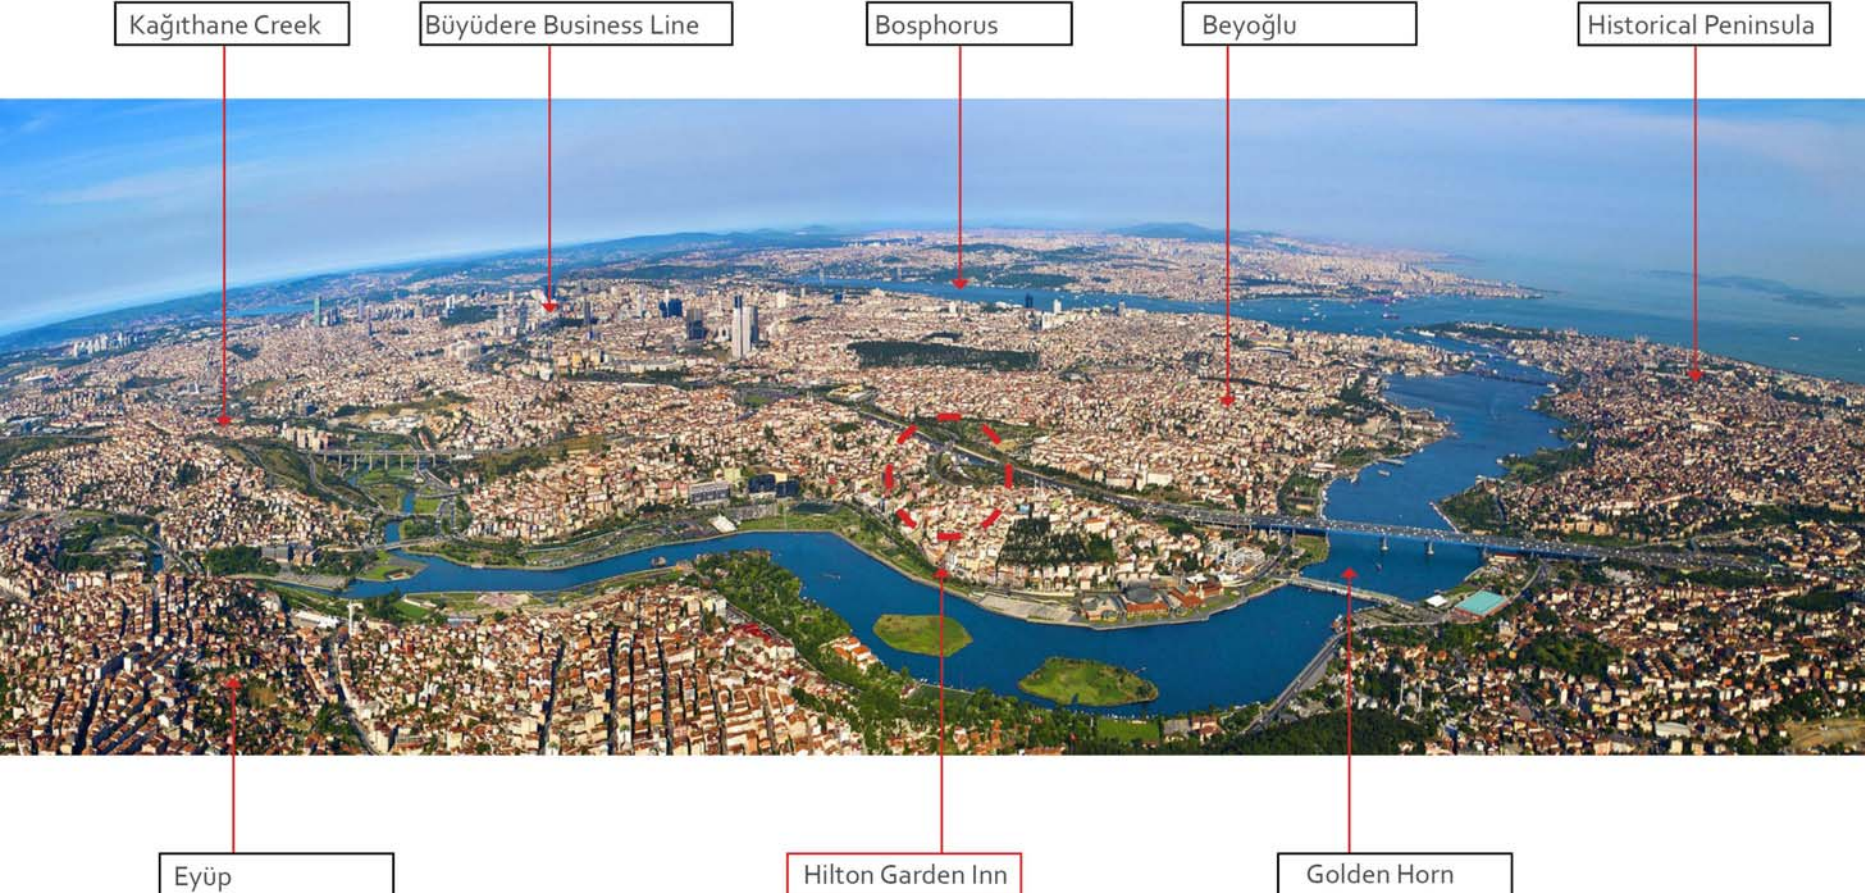 Kağıthane Creek
Büyüdere Business Line
Bosphorus
Beyoğlu
Historical Peninsula
Eyüp
Hilton Garden Inn
Golden Horn